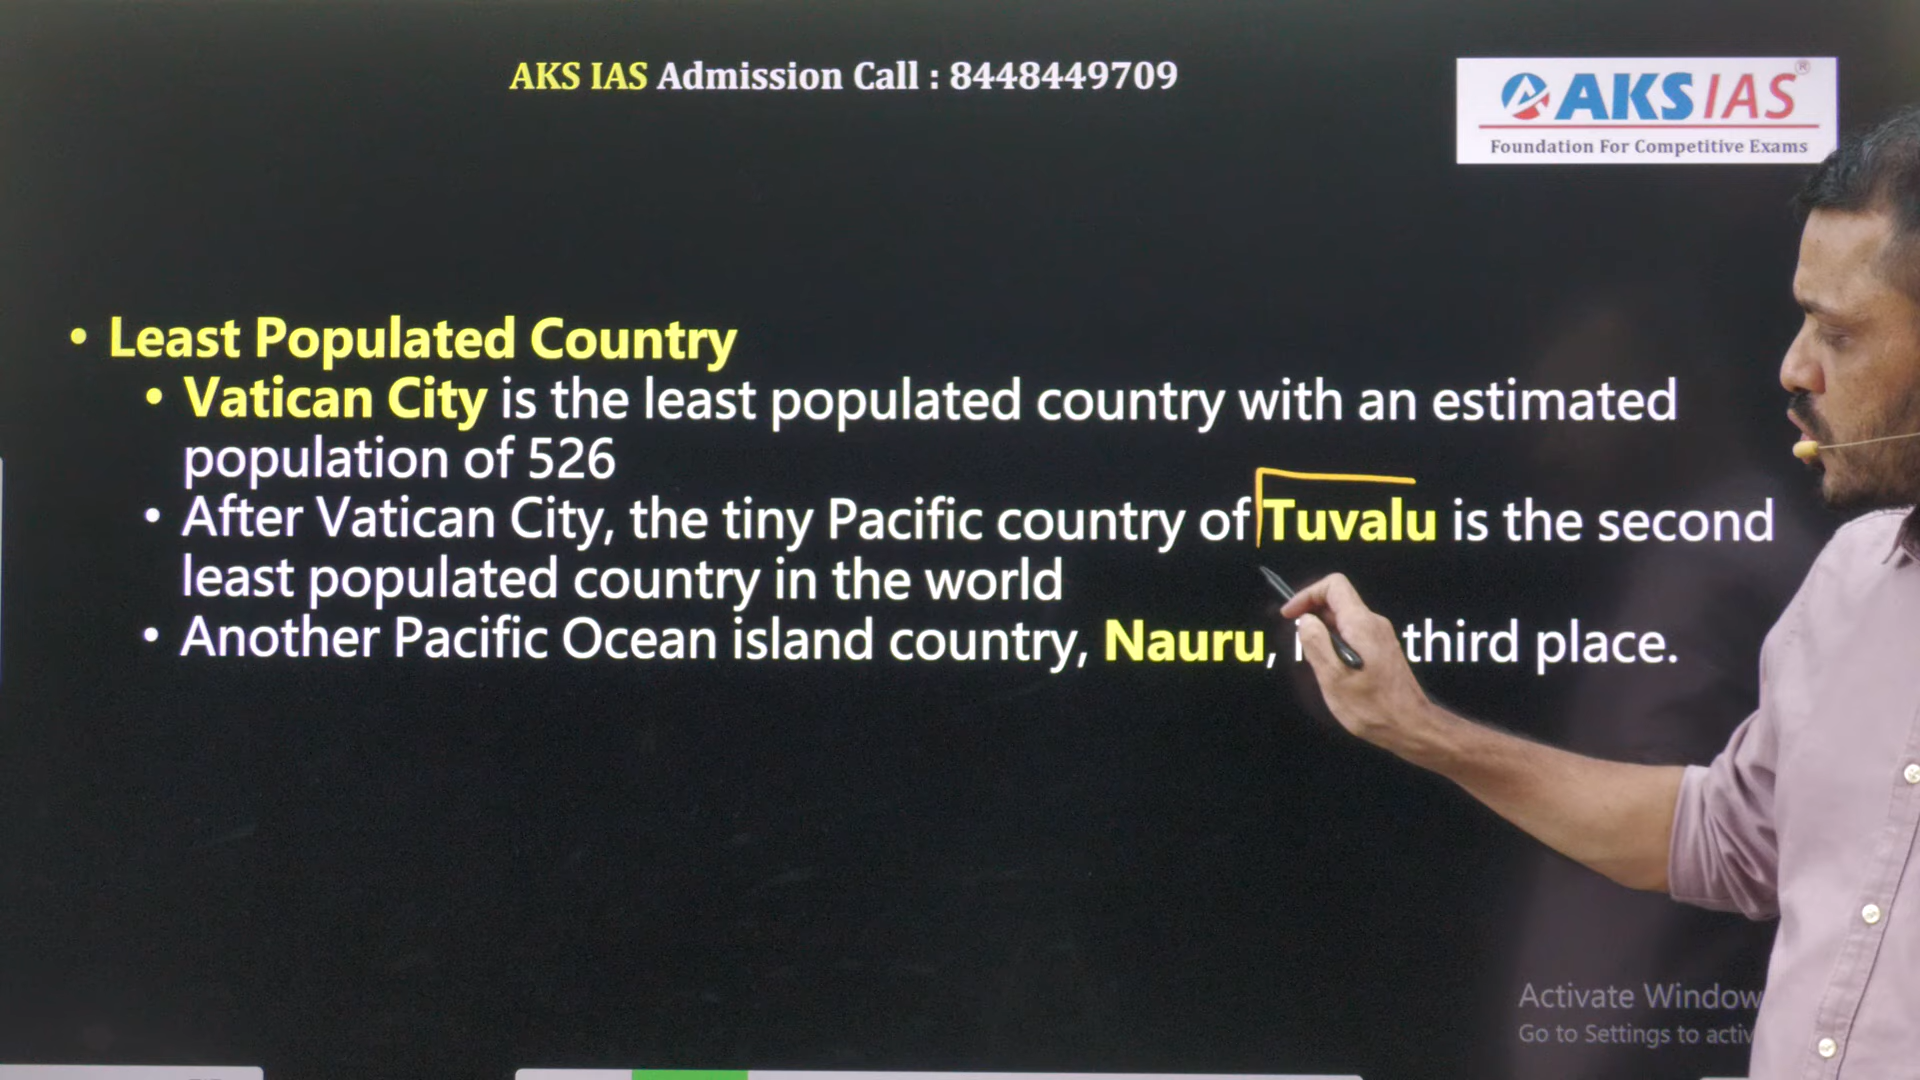 AKS IAS Admission Call : 8448449709
AKS IAS®
Foundation For Competitive Exams
• Least Populated Country
• Vatican City is the least populated country with an estimated
population of 526
• After Vatican City, the tiny Pacific country of Tuvalu is the second
least populated country in the world
• Another Pacific Ocean island country, Nauru, third place.
Activate Window
Go to Settings to activ